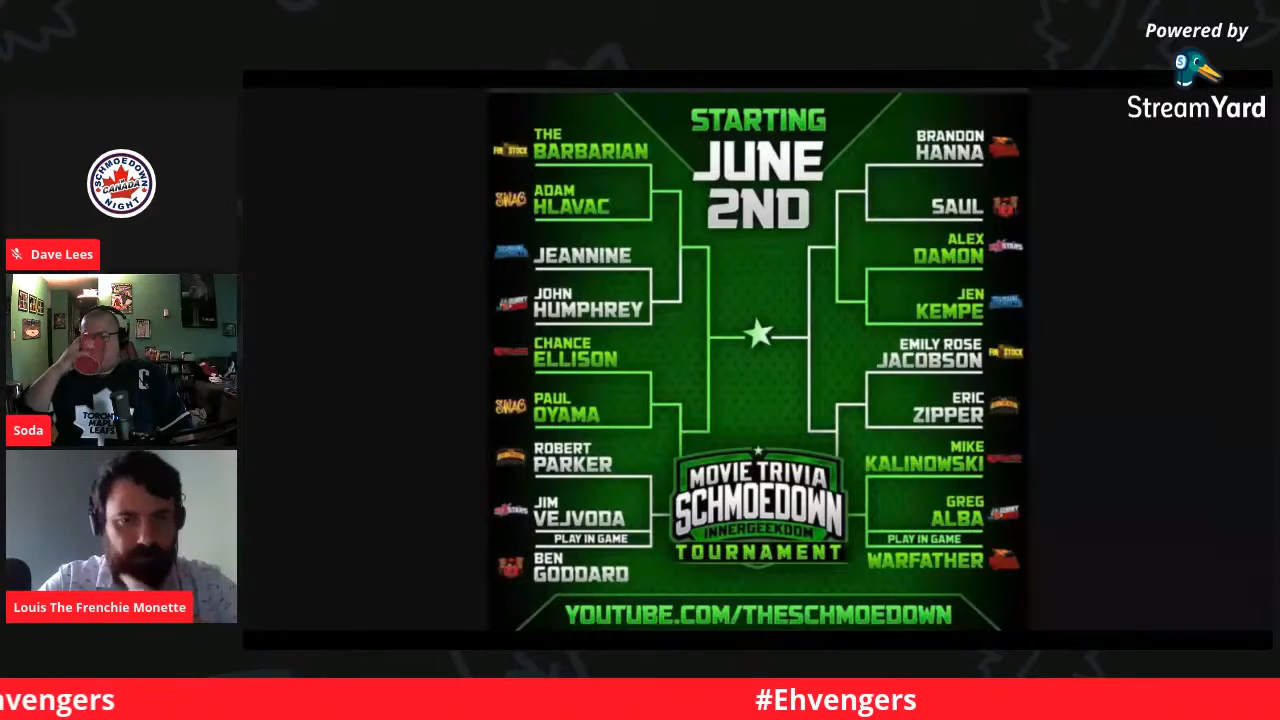 Powered by
StreamYard
SCHMOEDOWN
CANADA
NIGHT
Dave Lees
TORONTO
MAPLE
LEAFS
Soda
Louis The Frenchie Monette
STARTING
JUNE
2ND
THE
BARBARIAN
SWAG
ADAM
HLAVAC
JEANNINE
JOHN
HUMPHREY
CHANCE
ELLISON
SWAG
PAUL
OYAMA
ROBERT
PARKER
JIM
VEJVODA
PLAY IN GAME
BEN
GODDARD
BRANDON
HANNA
SAUL
ALEX
DAMON
JEN
KEMPE
EMILY ROSE
JACOBSON
ERIC
ZIPPER
MIKE
KALINOWSKI
GREG
ALBA
PLAY IN GAME
WARFATHER
MOVIE TRIVIA
SCHMOEDOWN
INNERGEEKDOM
TOURNAMENT
YOUTUBE.COM/THESCHMOEDOWN
hvengers
#Ehvengers